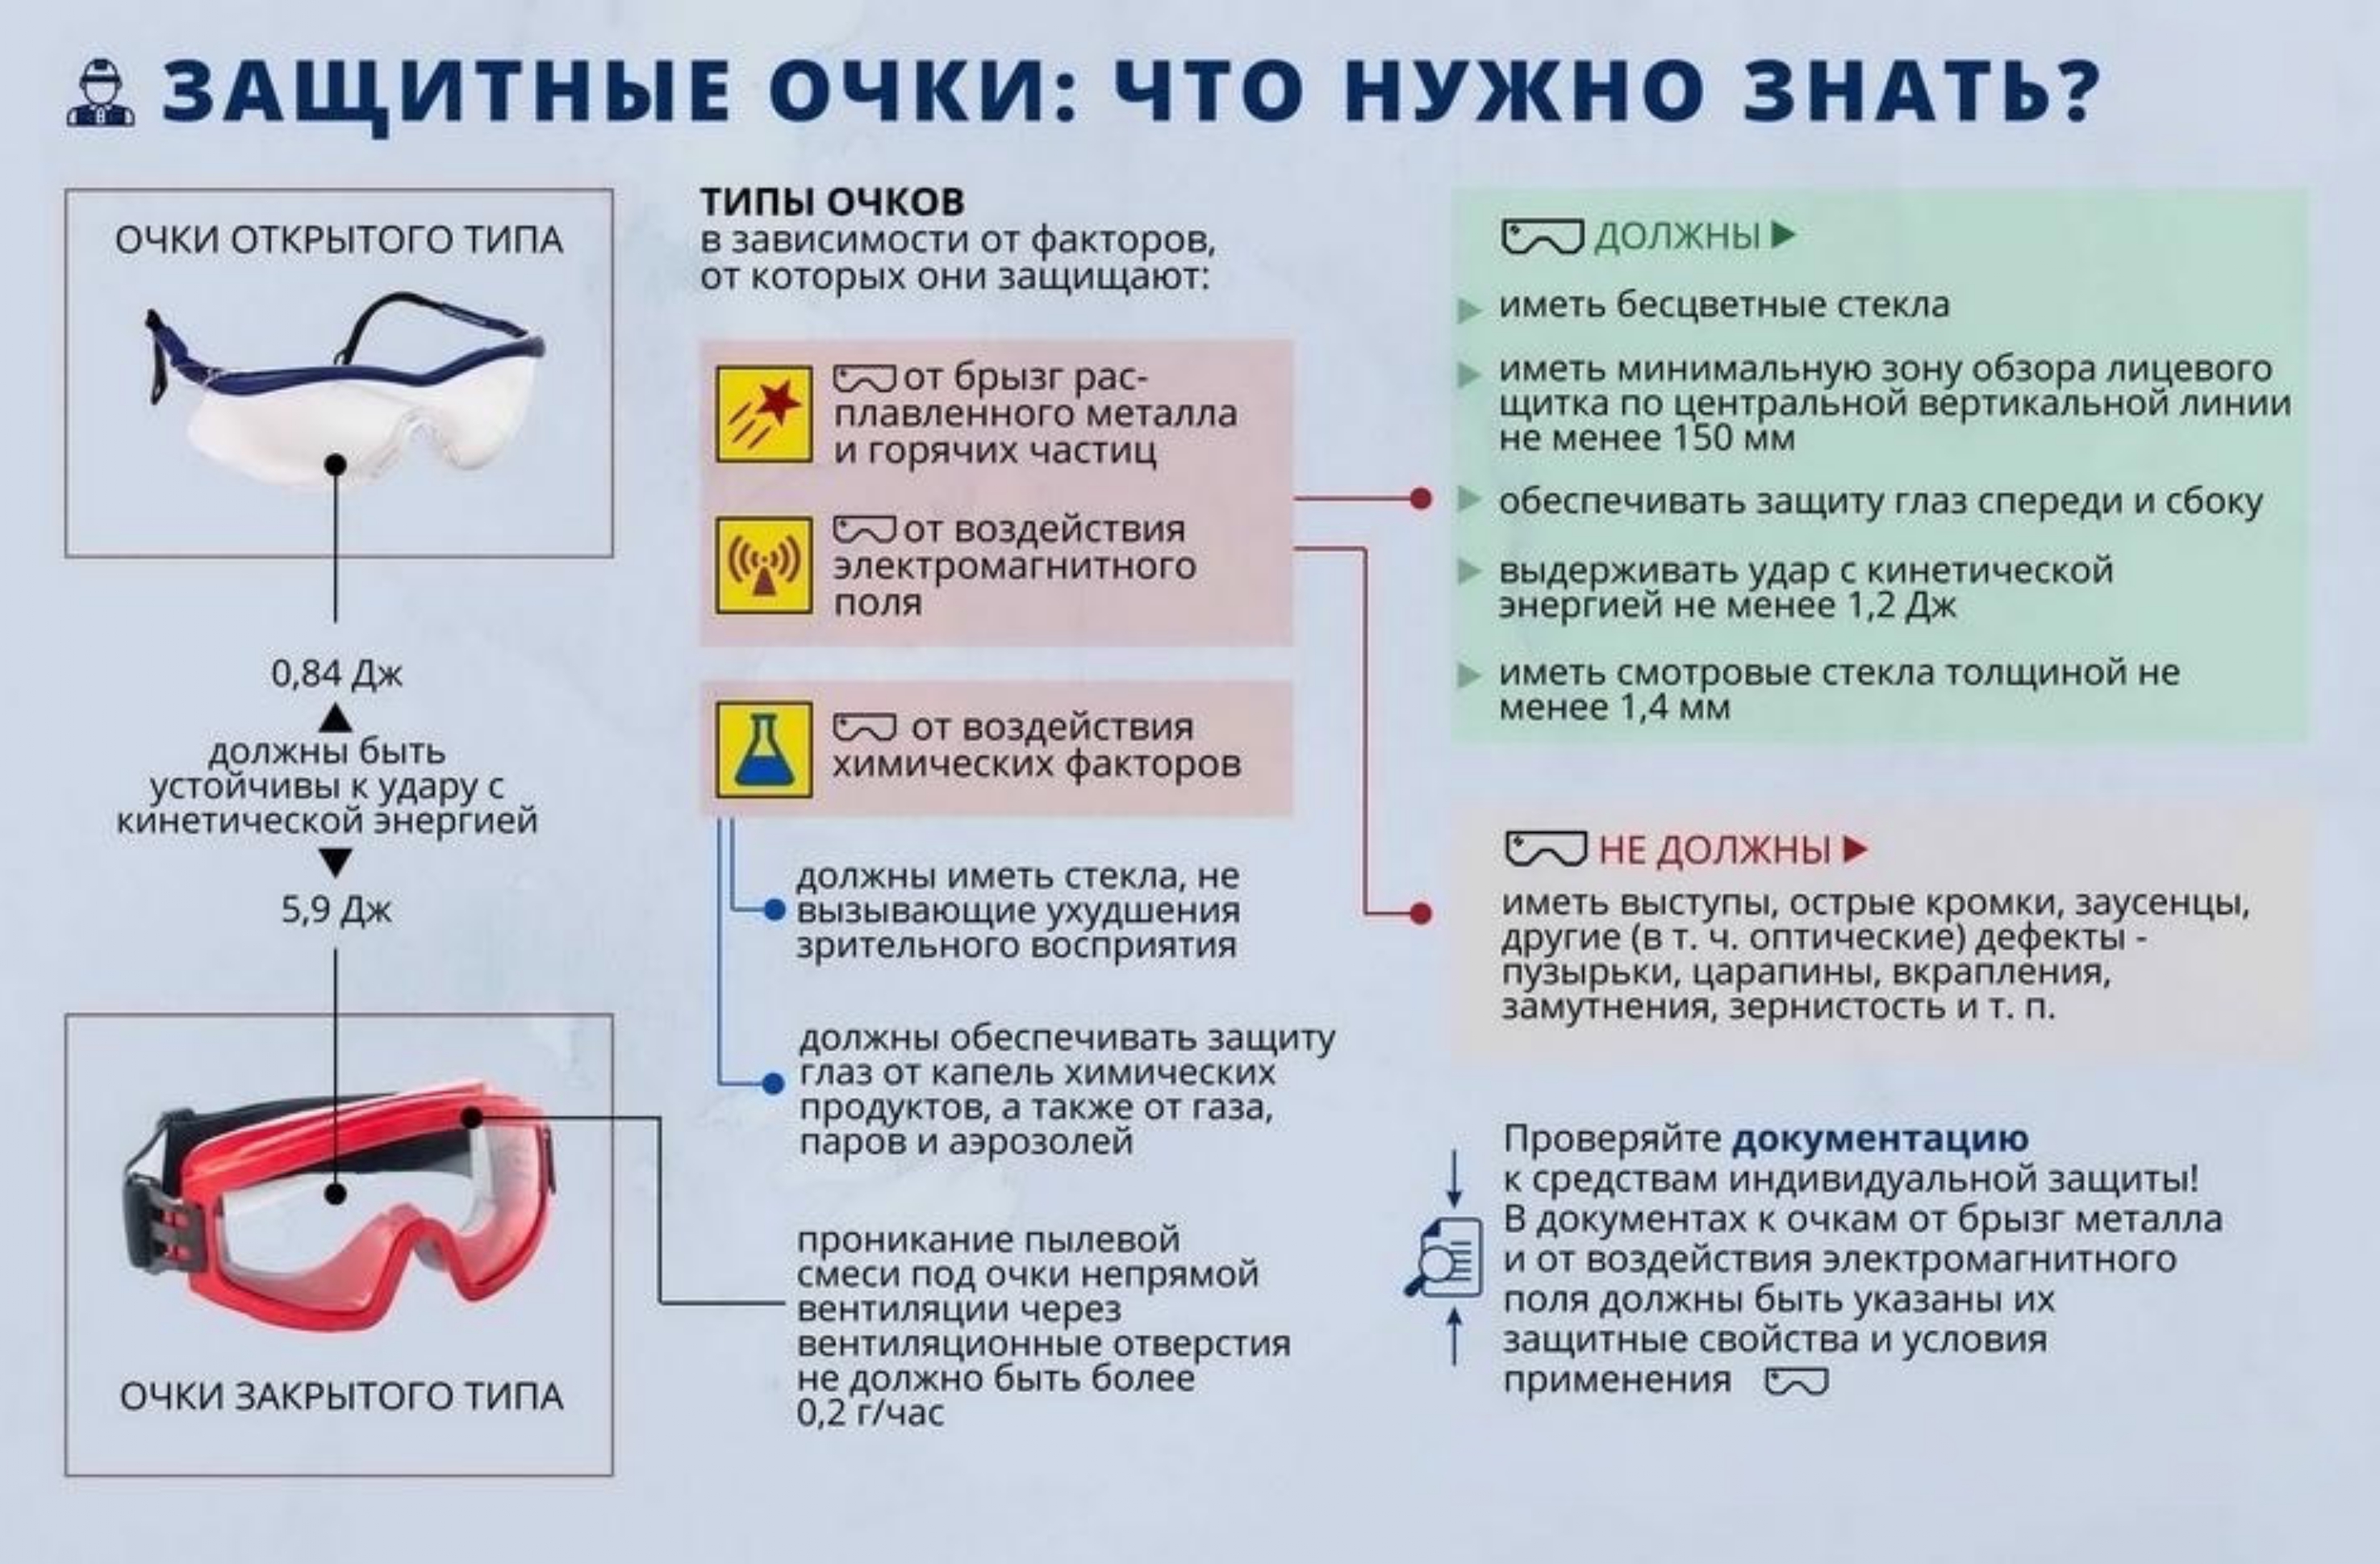 ЗАЩИТНЫЕ ОЧКИ: ЧТО НУЖНО ЗНАТЬ?
ОЧКИ ОТКРЫТОГО ТИПА
0,84 Дж
должны быть
устойчивы к удару с
кинетической энергией
5,9 Дж
ОЧКИ ЗАКРЫТОГО ТИПА
ТИПЫ ОЧКОВ
в зависимости от факторов,
от которых они защищают:
от брызг рас-
плавленного металла
и горячих частиц
от воздействия
электромагнитного
поля
от воздействия
химических факторов
должны иметь стекла, не
вызывающие ухудшения
зрительного восприятия
должны обеспечивать защиту
глаз от капель химических
продуктов, а также от газа,
паров и аэрозолей
проникание пылевой
смеси под очки непрямой
вентиляции через
вентиляционные отверстия
не должно быть более
0,2 г/час
ДОЛЖНЫ
иметь бесцветные стекла
иметь минимальную зону обзора лицевого
щитка по центральной вертикальной линии
не менее 150 мм
обеспечивать защиту глаз спереди и сбоку
выдерживать удар с кинетической
энергией не менее 1,2 Дж
иметь смотровые стекла толщиной не
менее 1,4 мм
НЕ ДОЛЖНЫ
иметь выступы, острые кромки, заусенцы,
другие (в т. ч. оптические) дефекты -
пузырьки, царапины, вкрапления,
замутнения, зернистость и т. п.
Проверяйте документацию
к средствам индивидуальной защиты!
В документах к очкам от брызг металла
и от воздействия электромагнитного
поля должны быть указаны их
защитные свойства и условия
применения